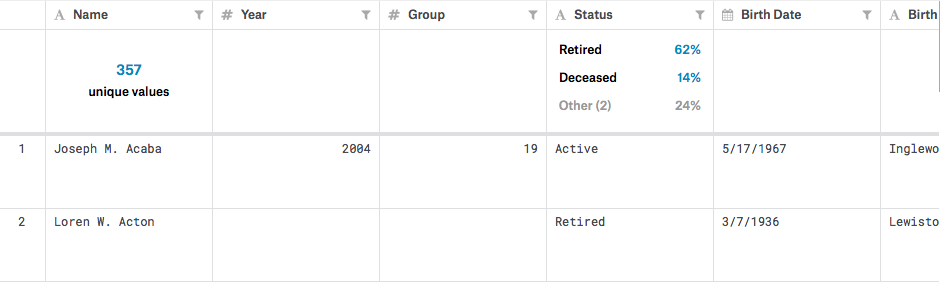 A Name # Year # Group A Status Birth Date A Birth
357
unique values
Retired 62%
Deceased 14%
Other (2) 24%
1 Joseph M. Acaba 2004 19 Active 5/17/1967 Inglewo
2 Loren W. Acton Retired 3/7/1936 Lewisto